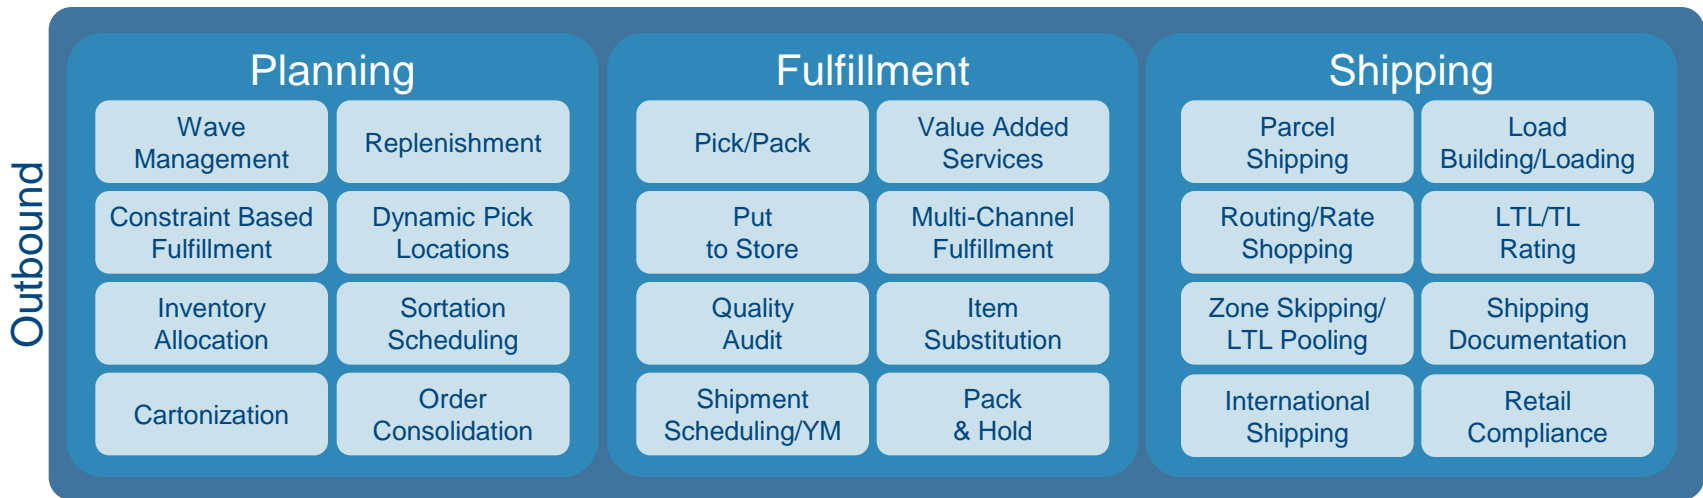 Outbound
Planning
Wave
Management
Replenishment
Constraint Based
Fulfillment
Dynamic Pick
Locations
Inventory
Allocation
Sortation
Scheduling
Cartonization
Order
Consolidation
Fulfillment
Pick/Pack
Value Added
Services
Put
to Store
Multi-Channel
Fulfillment
Quality
Audit
Item
Substitution
Shipment
Scheduling/YM
Pack
& Hold
Shipping
Parcel
Shipping
Load
Building/Loading
Routing/Rate
Shopping
LTL/TL
Rating
Zone Skipping/
LTL Pooling
Shipping
Documentation
International
Shipping
Retail
Compliance